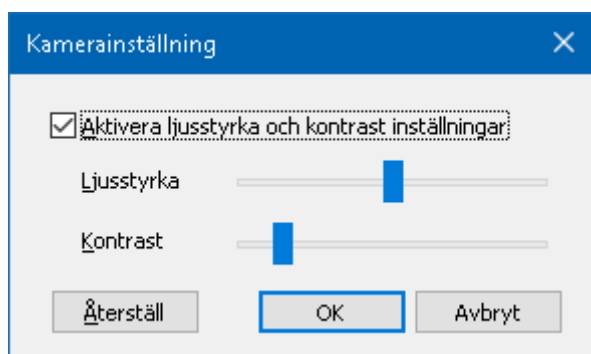 Kamerainställning
Aktivera ljusstyrka och kontrast inställningar
Ljusstyrka
Kontrast
Återställ OK Avbryt